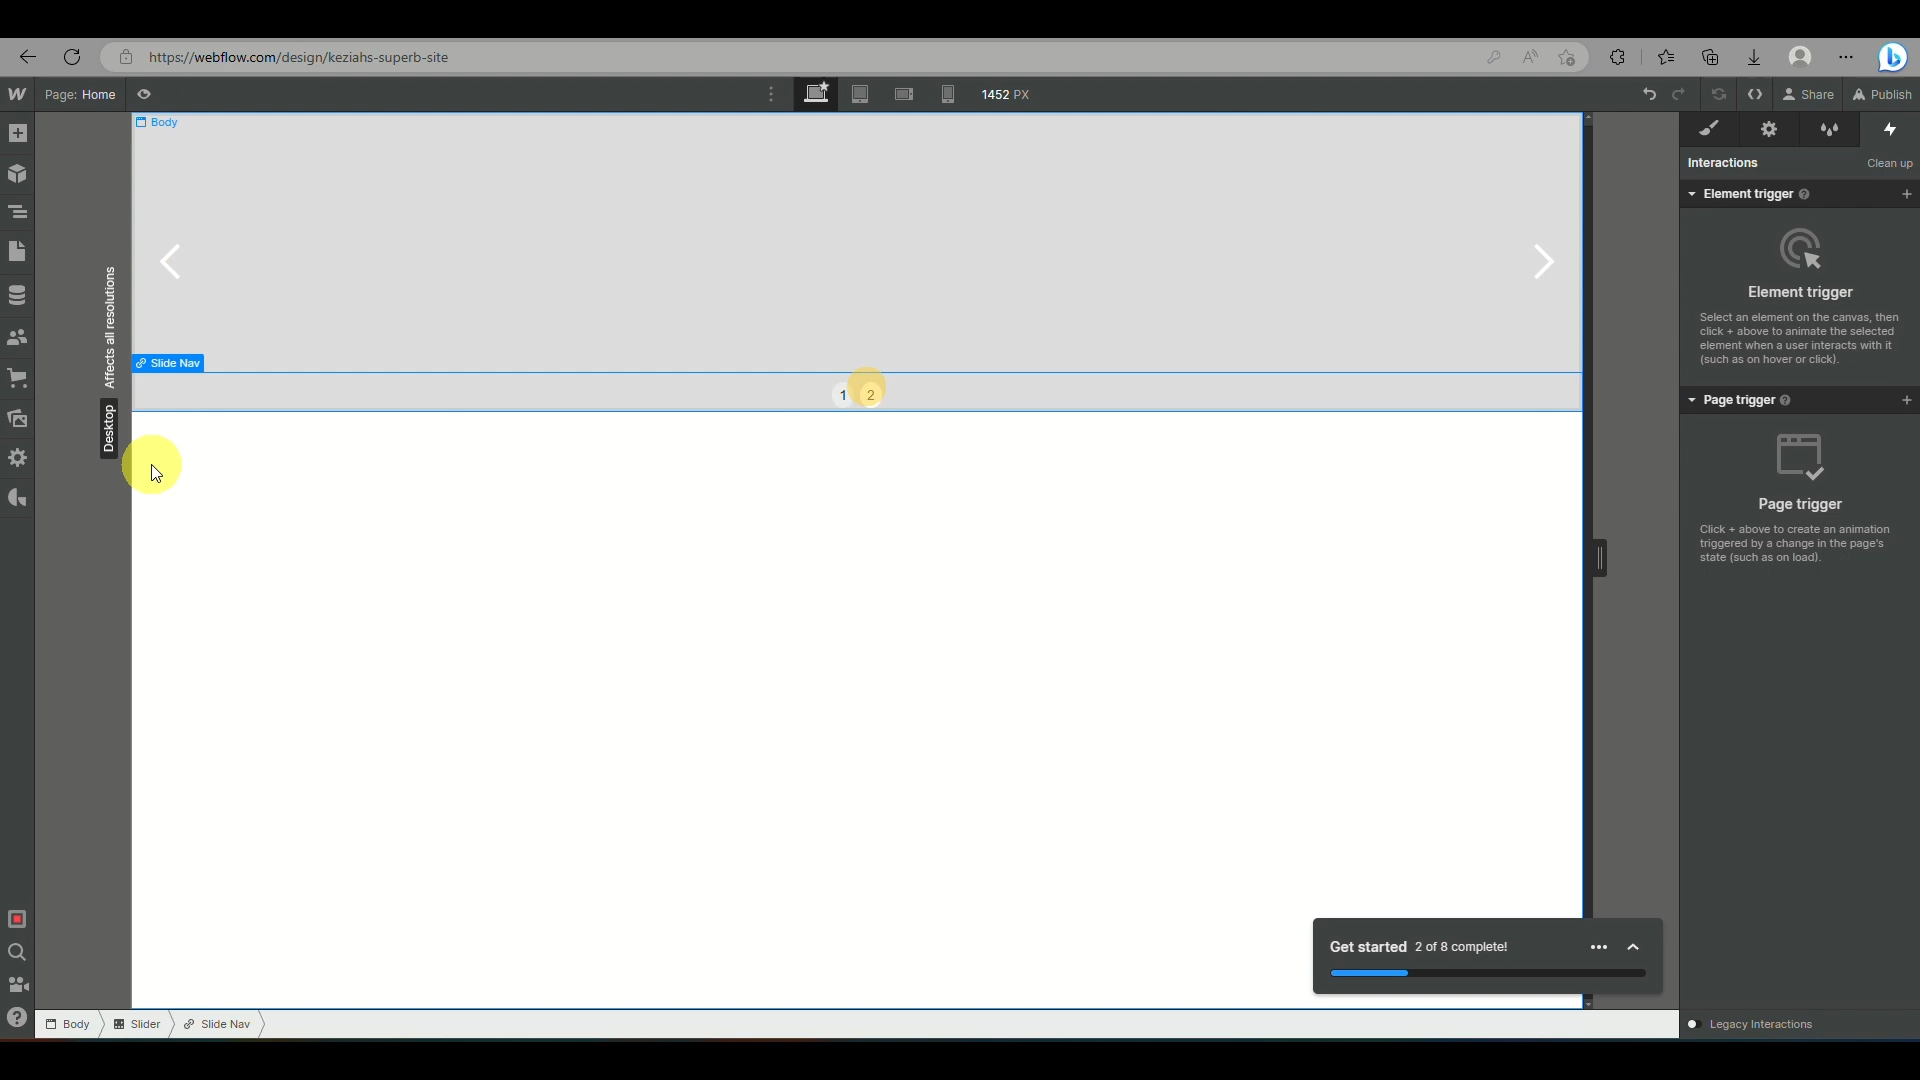 https://webflow.com/design/keziahs-superb-site
Page: Home
1452 PX
Share
Publish
Body
Interactions
Clean up
Element trigger
Element trigger
Select an element on the canvas, then
click + above to animate the selected
element when a user interacts with it
(such as on hover or click).
Affects all resolutions
Desktop
Slide Nav
1
2
Page trigger
Page trigger
Click + above to create an animation
triggered by a change in the page's
state (such as on load).
Get started 2 of 8 complete!
Body
Slider
Slide Nav
Legacy Interactions